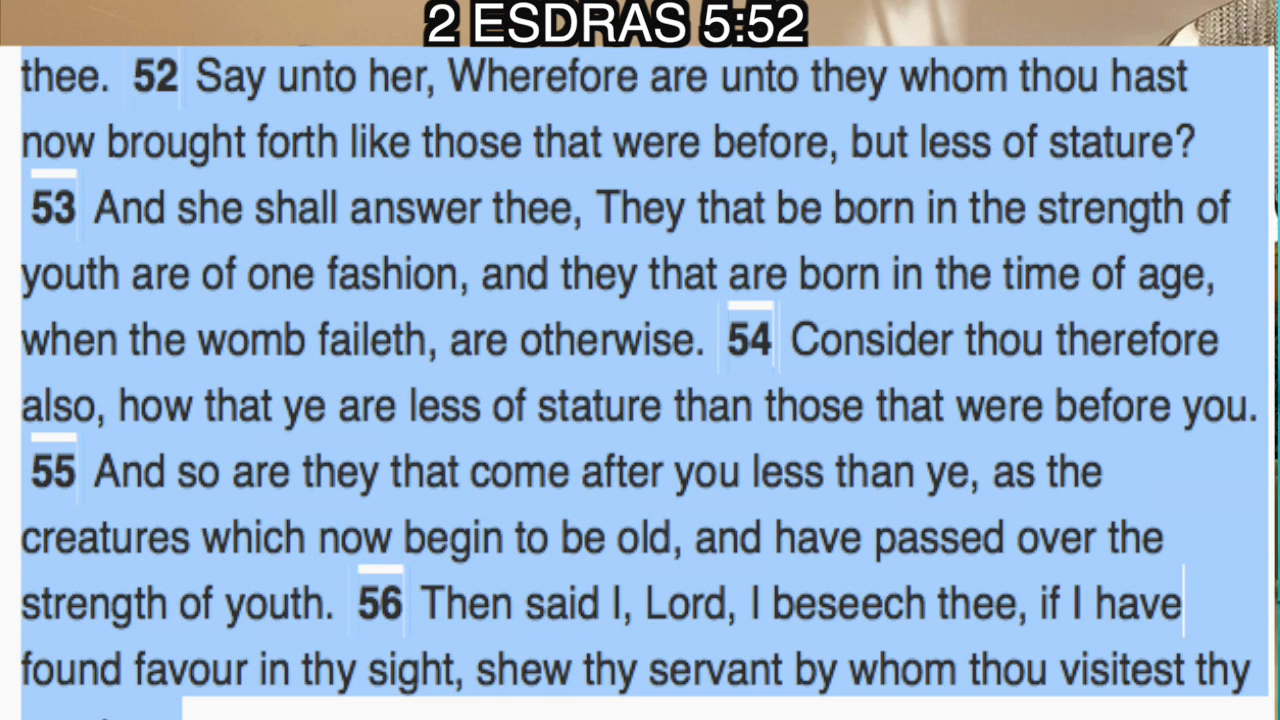 2 ESDRAS 5:52
thee. 52 Say unto her, Wherefore are unto they whom thou hast
now brought forth like those that were before, but less of stature?
53 And she shall answer thee, They that be born in the strength of
youth are of one fashion, and they that are born in the time of age,
when the womb faileth, are otherwise. 54 Consider thou therefore
also, how that ye are less of stature than those that were before you.
55 And so are they that come after you less than ye, as the
creatures which now begin to be old, and have passed over the
strength of youth. 56 Then said I, Lord, I beseech thee, if I have
found favour in thy sight, shew thy servant by whom thou visitest thy